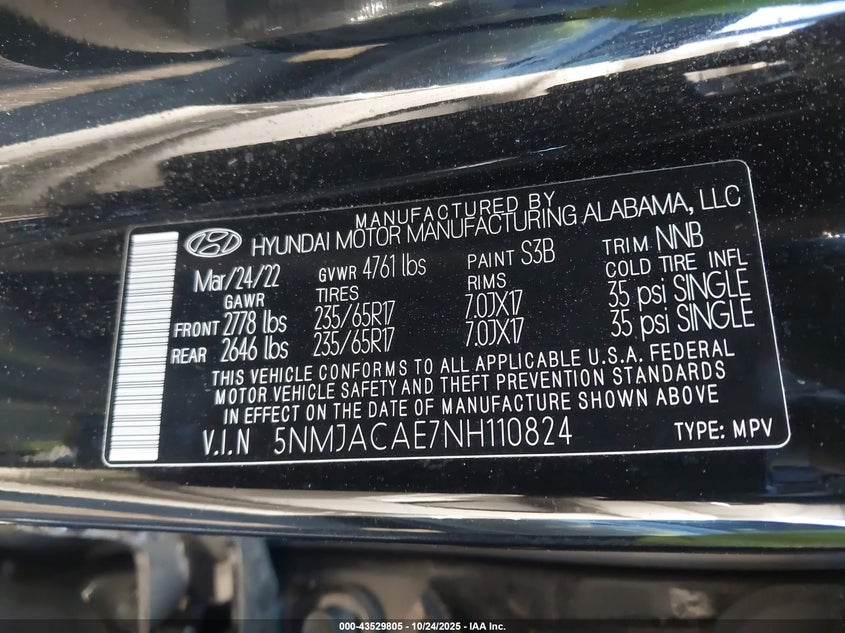 MANUFACTURED BY
HYUNDAI MOTOR MANUFACTURING ALABAMA, LLC
Mar/24/22 GVWR 4761 lbs PAINT S3B TRIM NNB
GAWR TIRES RIMS COLD TIRE INFL
FRONT 2778 lbs 235/65R17 7.0JX17 35 psi SINGLE
REAR 2646 lbs 235/65R17 7.0JX17 35 psi SINGLE
THIS VEHICLE CONFORMS TO ALL APPLICABLE U.S.A. FEDERAL
MOTOR VEHICLE SAFETY AND THEFT PREVENTION STANDARDS
IN EFFECT ON THE DATE OF MANUFACTURE SHOWN ABOVE
V.I.N 5NMJACAE7NH110824 TYPE: MPV
000-43529805 - 10/24/2025 - IAA Inc.